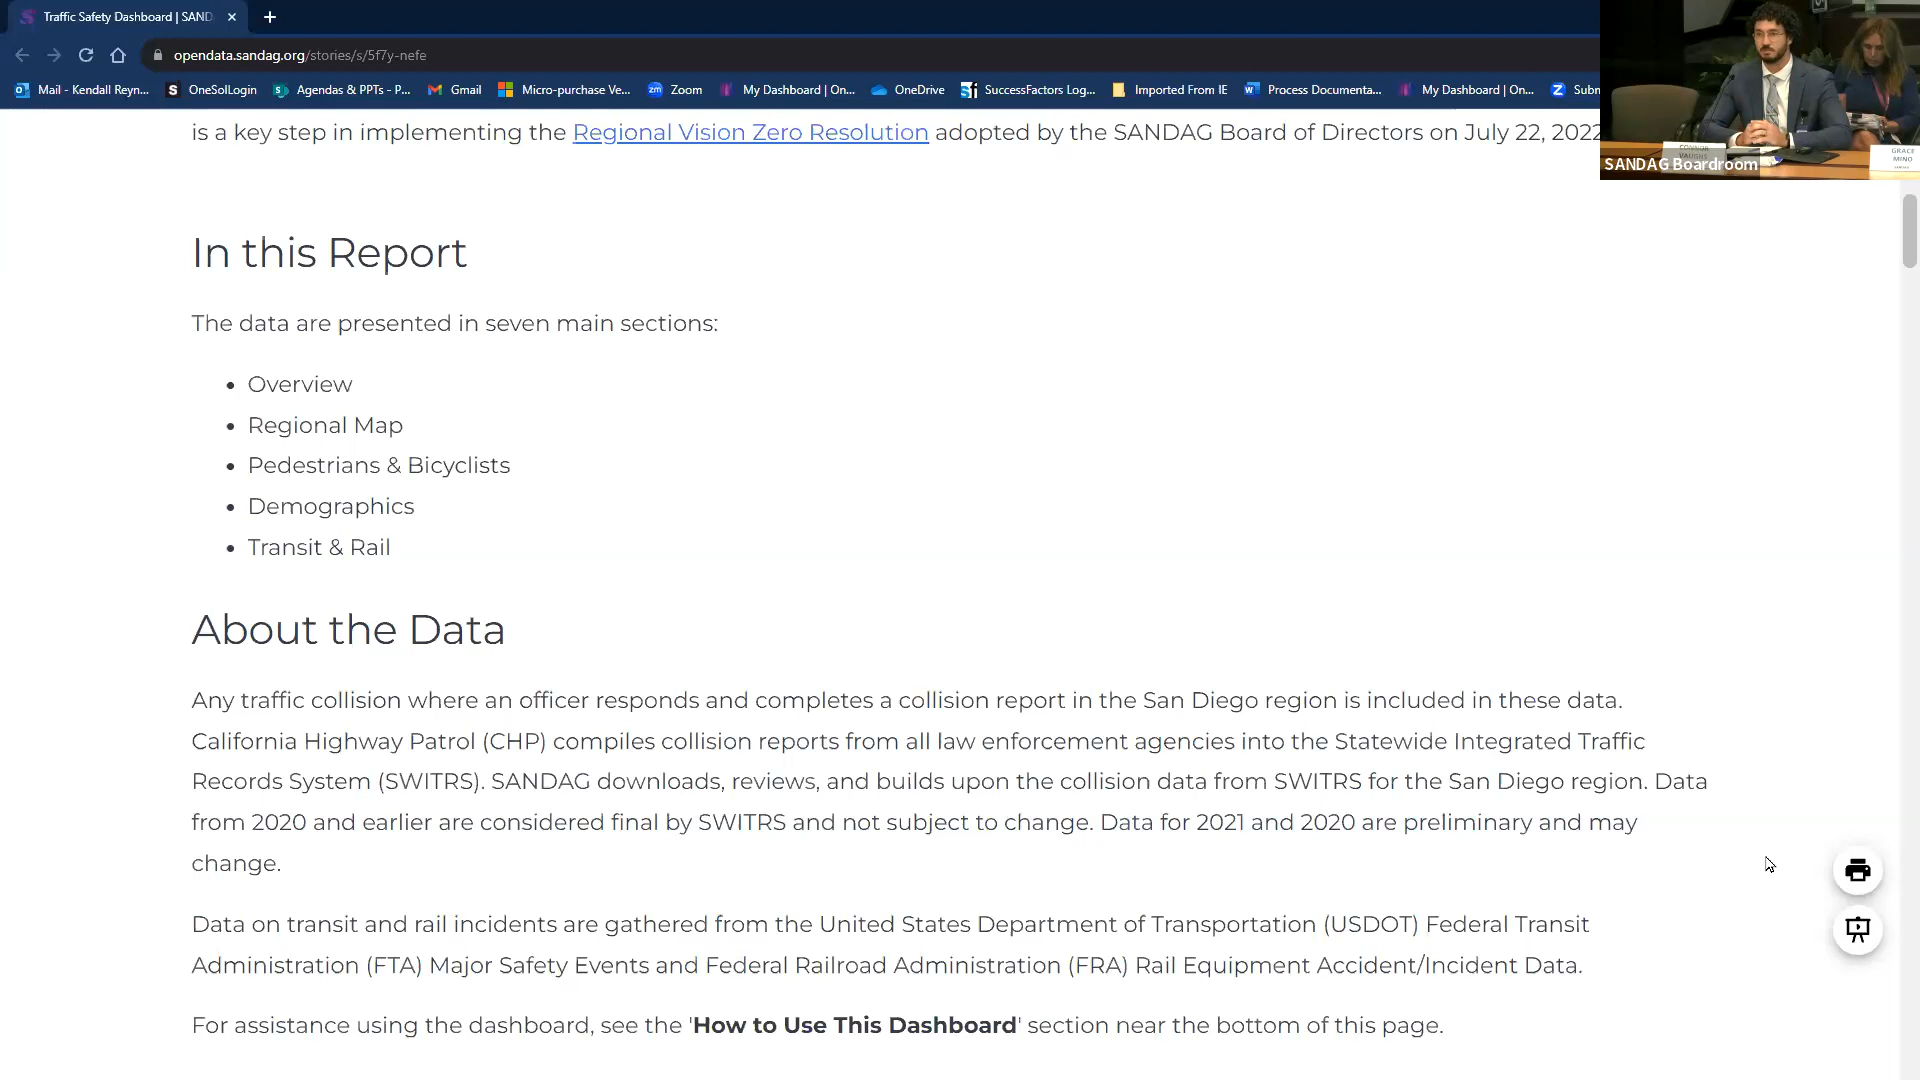 Traffic Safety Dashboard | SAND
opendata.sandag.org/stories/s/5f7y-nefe
Mail - Kendall Reyn... OneSolLogin Agendas & PPTs - P... Gmail Micro-purchase Ve... Zoom My Dashboard | On... OneDrive SuccessFactors Log... Imported From IE Process Documenta... My Dashboard | On... Subm
is a key step in implementing the Regional Vision Zero Resolution adopted by the SANDAG Board of Directors on July 22, 2022
CONNOR
VAUGHS
GRACE
MINO
SANDAG Boardroom
In this Report
The data are presented in seven main sections:
• Overview
• Regional Map
• Pedestrians & Bicyclists
• Demographics
• Transit & Rail
About the Data
Any traffic collision where an officer responds and completes a collision report in the San Diego region is included in these data.
California Highway Patrol (CHP) compiles collision reports from all law enforcement agencies into the Statewide Integrated Traffic
Records System (SWITRS). SANDAG downloads, reviews, and builds upon the collision data from SWITRS for the San Diego region. Data
from 2020 and earlier are considered final by SWITRS and not subject to change. Data for 2021 and 2020 are preliminary and may
change.
Data on transit and rail incidents are gathered from the United States Department of Transportation (USDOT) Federal Transit
Administration (FTA) Major Safety Events and Federal Railroad Administration (FRA) Rail Equipment Accident/Incident Data.
For assistance using the dashboard, see the 'How to Use This Dashboard' section near the bottom of this page.